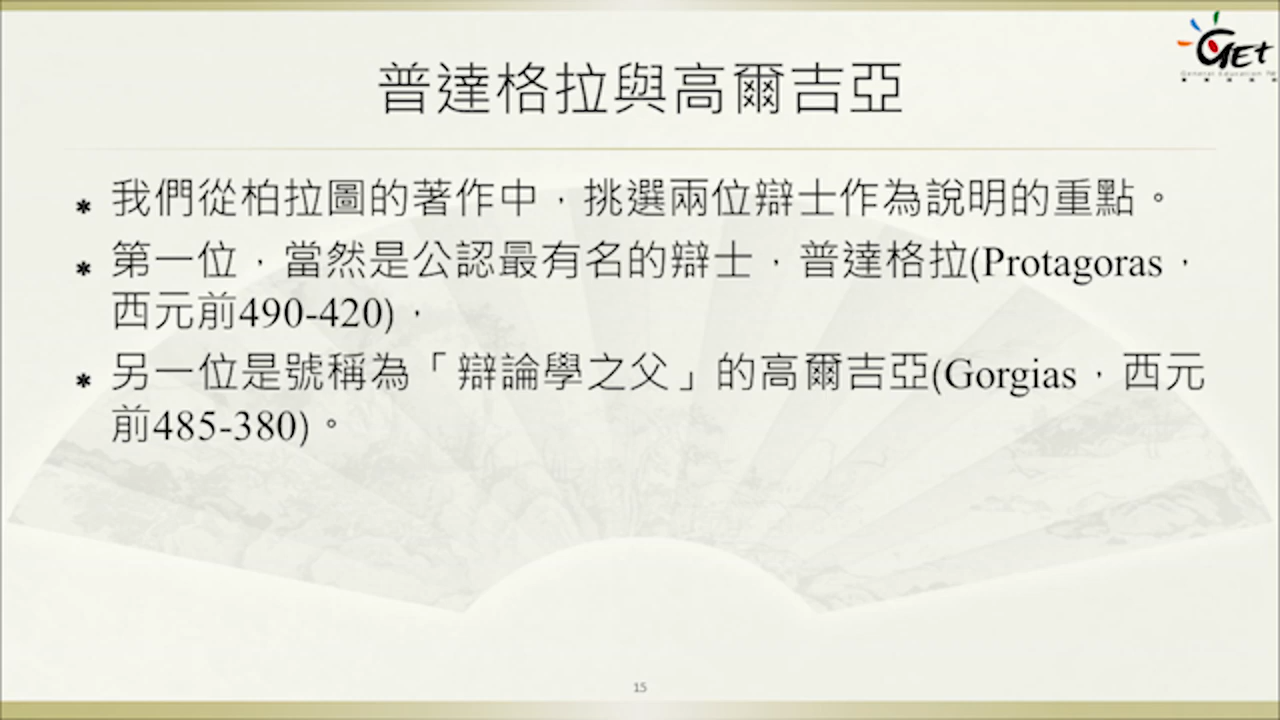 GEt
General Education TW
普達格拉與高爾吉亞
* 我們從柏拉圖的著作中，挑選兩位辯士作為說明的重點。
* 第一位，當然是公認最有名的辯士，普達格拉(Protagoras，
西元前490-420)，
* 另一位是號稱為「辯論學之父」的高爾吉亞(Gorgias，西元
前485-380)。
15